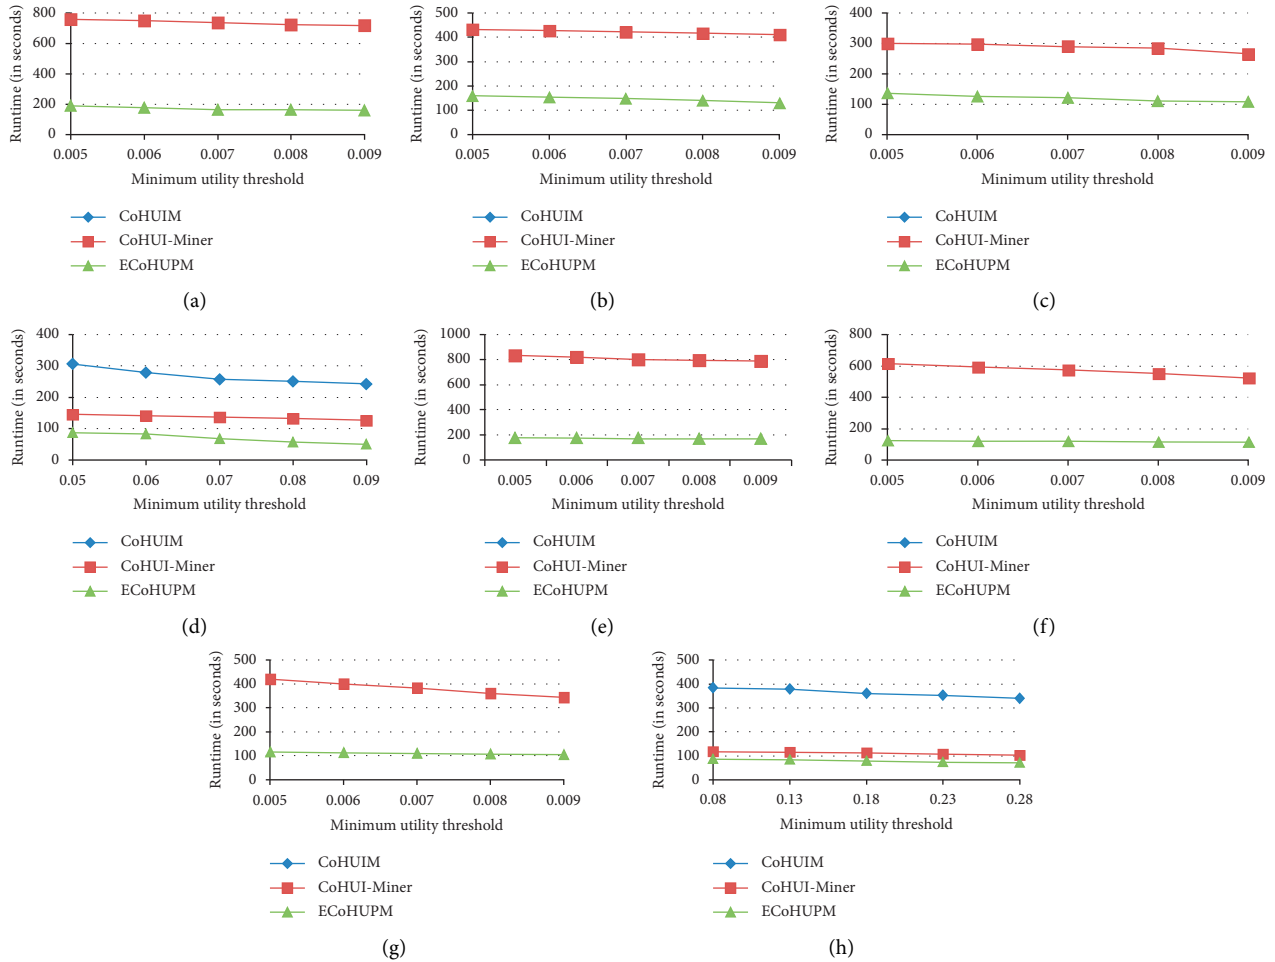 Runtime (in seconds)
800
600
400
200
0
0.005 0.006 0.007 0.008 0.009
Minimum utility threshold
CoHUIM
CoHUI-Miner
ECoHUPM
(a)
Runtime (in seconds)
500
400
300
200
100
0
0.005 0.006 0.007 0.008 0.009
Minimum utility threshold
CoHUIM
CoHUI-Miner
ECoHUPM
(b)
Runtime (in seconds)
400
300
200
100
0
0.005 0.006 0.007 0.008 0.009
Minimum utility threshold
CoHUIM
CoHUI-Miner
ECoHUPM
(c)
Runtime (in seconds)
400
300
200
100
0
0.05 0.06 0.07 0.08 0.09
Minimum utility threshold
CoHUIM
CoHUI-Miner
ECoHUPM
(d)
Runtime (in seconds)
1000
800
600
400
200
0
0.005 0.006 0.007 0.008 0.009
Minimum utility threshold
CoHUIM
CoHUI-Miner
ECoHUPM
(e)
Runtime (in seconds)
800
600
400
200
0
0.005 0.006 0.007 0.008 0.009
Minimum utility threshold
CoHUIM
CoHUI-Miner
ECoHUPM
(f)
Runtime (in seconds)
500
400
300
200
100
0
0.005 0.006 0.007 0.008 0.009
Minimum utility threshold
CoHUIM
CoHUI-Miner
ECoHUPM
(g)
Runtime (in seconds)
500
400
300
200
100
0
0.08 0.13 0.18 0.23 0.28
Minimum utility threshold
CoHUIM
CoHUI-Miner
ECoHUPM
(h)